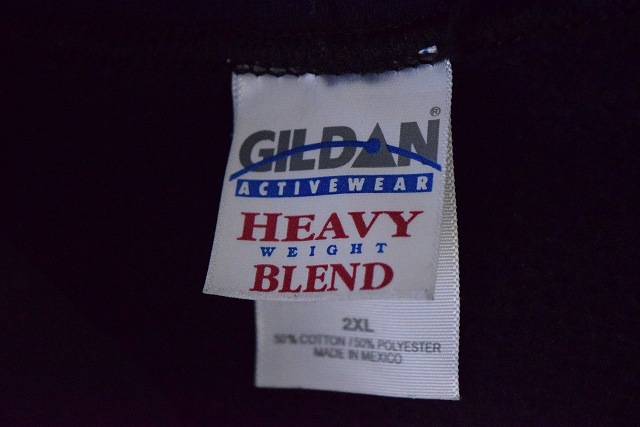 GILDAN®
ACTIVEWEAR
HEAVY
WEIGHT
BLEND
2XL
50% COTTON / 50% POLYESTER
MADE IN MEXICO